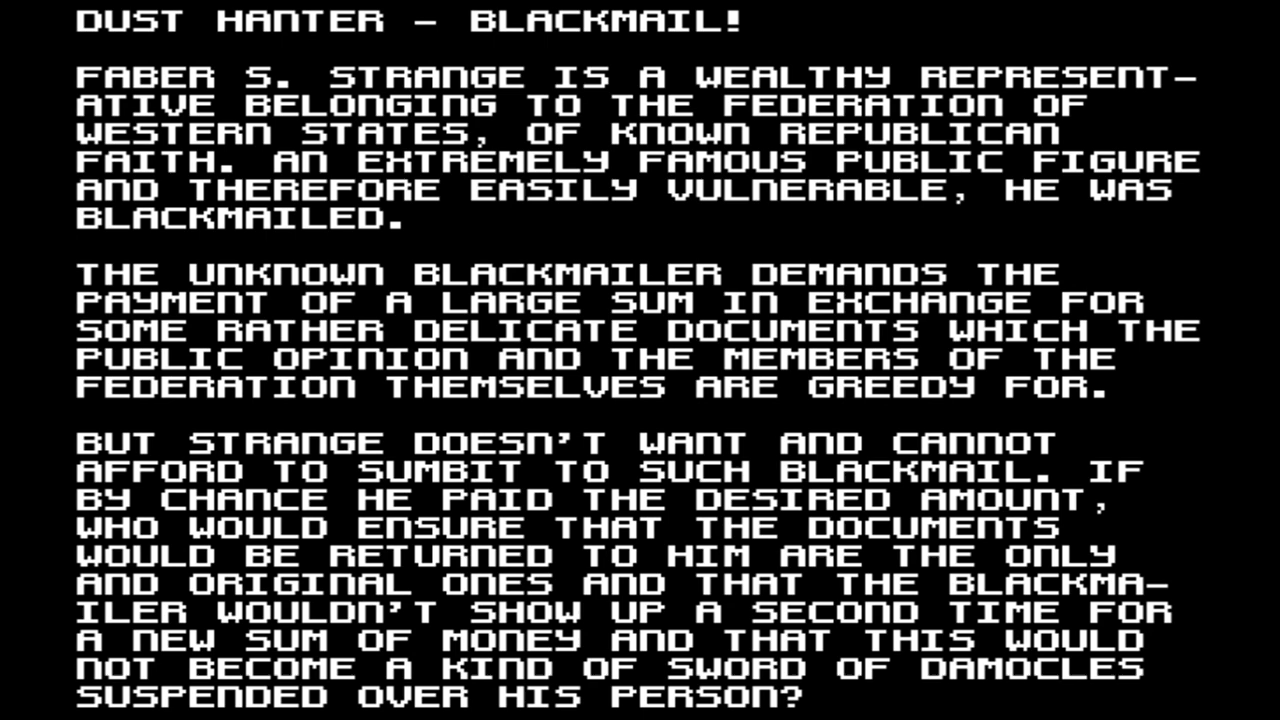 DUST HANTER - BLACKMAIL!
FABER S. STRANGE IS A WEALTHY REPRESENT-
ATIVE BELONGING TO THE FEDERATION OF
WESTERN STATES, OF KNOWN REPUBLICAN
FAITH. AN EXTREMELY FAMOUS PUBLIC FIGURE
AND THEREFORE EASILY VULNERABLE, HE WAS
BLACKMAILED.
THE UNKNOWN BLACKMAILER DEMANDS THE
PAYMENT OF A LARGE SUM IN EXCHANGE FOR
SOME RATHER DELICATE DOCUMENTS WHICH THE
PUBLIC OPINION AND THE MEMBERS OF THE
FEDERATION THEMSELVES ARE GREEDY FOR.
BUT STRANGE DOESN'T WANT AND CANNOT
AFFORD TO SUMBIT TO SUCH BLACKMAIL. IF
BY CHANCE HE PAID THE DESIRED AMOUNT,
WHO WOULD ENSURE THAT THE DOCUMENTS
WOULD BE RETURNED TO HIM ARE THE ONLY
AND ORIGINAL ONES AND THAT THE BLACKMA-
ILER WOULDN'T SHOW UP A SECOND TIME FOR
A NEW SUM OF MONEY AND THAT THIS WOULD
NOT BECOME A KIND OF SWORD OF DAMOCLES
SUSPENDED OVER HIS PERSON?